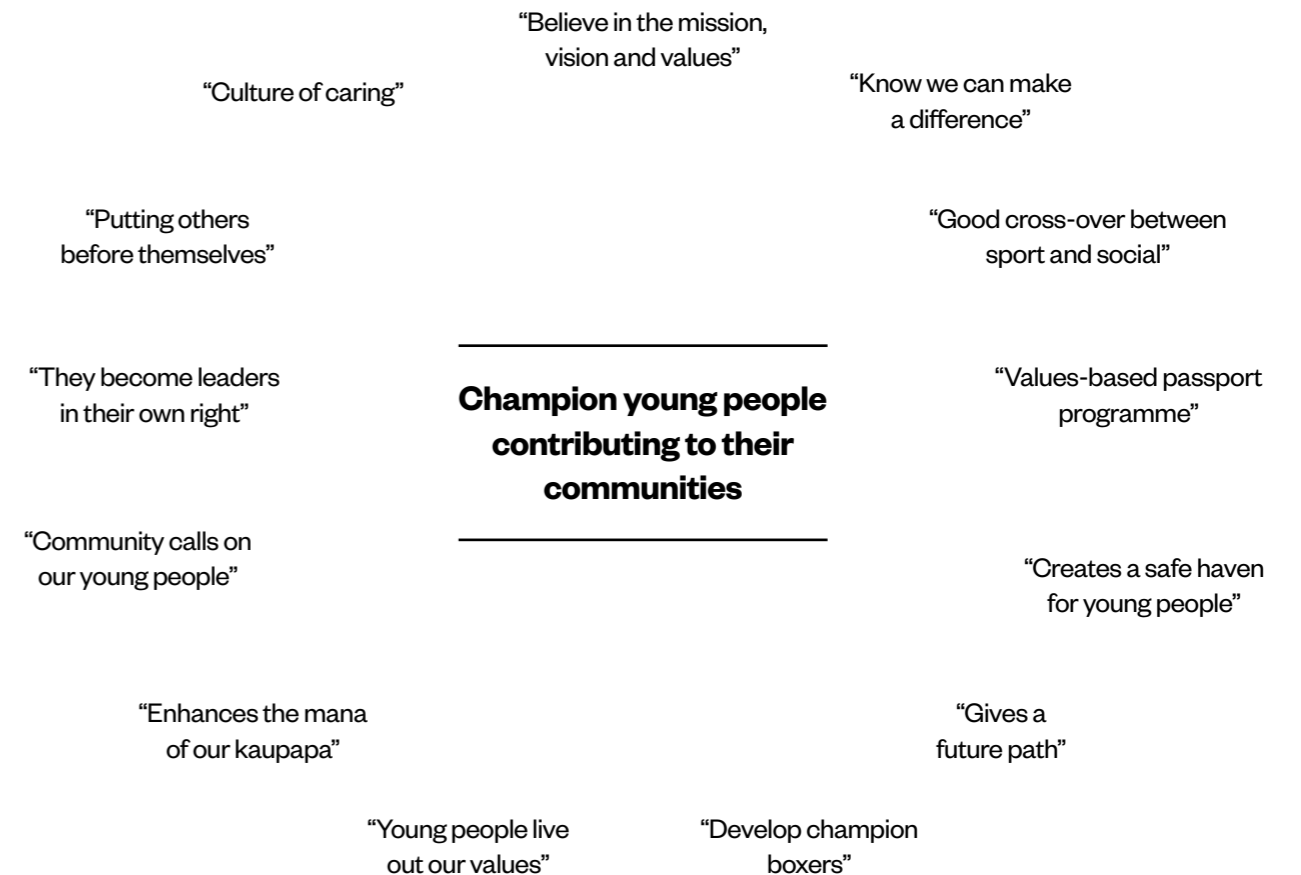 “Believe in the mission,
vision and values”
“Culture of caring”
“Know we can make
a difference”
“Putting others
before themselves”
“Good cross-over between
sport and social”
“They become leaders
in their own right”
Champion young people
contributing to their
communities
“Values-based passport
programme”
“Community calls on
our young people”
“Creates a safe haven
for young people”
“Enhances the mana
of our kaupapa”
“Gives a
future path”
“Young people live
out our values”
“Develop champion
boxers”